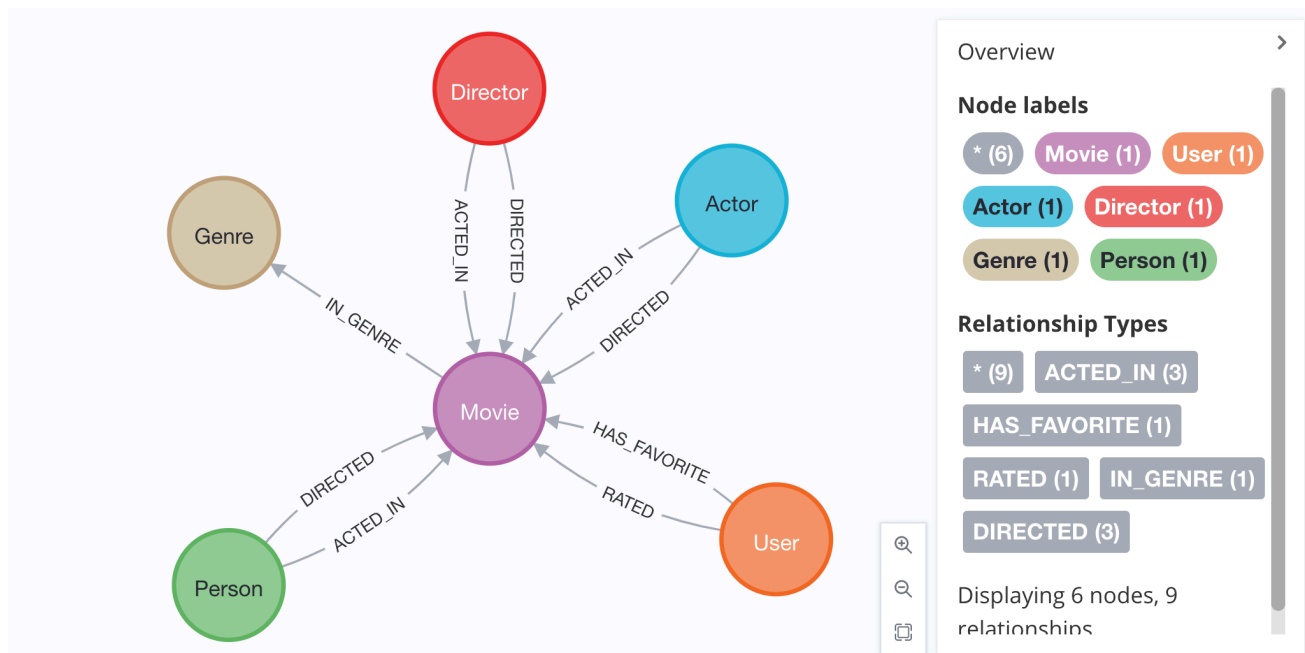 Director
ACTED_IN
DIRECTED
Actor
ACTED_IN
DIRECTED
Genre
IN_GENRE
Movie
HAS_FAVORITE
RATED
User
DIRECTED
ACTED_IN
Person
Overview
Node labels
* (6) Movie (1) User (1)
Actor (1) Director (1)
Genre (1) Person (1)
Relationship Types
* (9) ACTED_IN (3)
HAS_FAVORITE (1)
RATED (1) IN_GENRE (1)
DIRECTED (3)
Displaying 6 nodes, 9
relationships